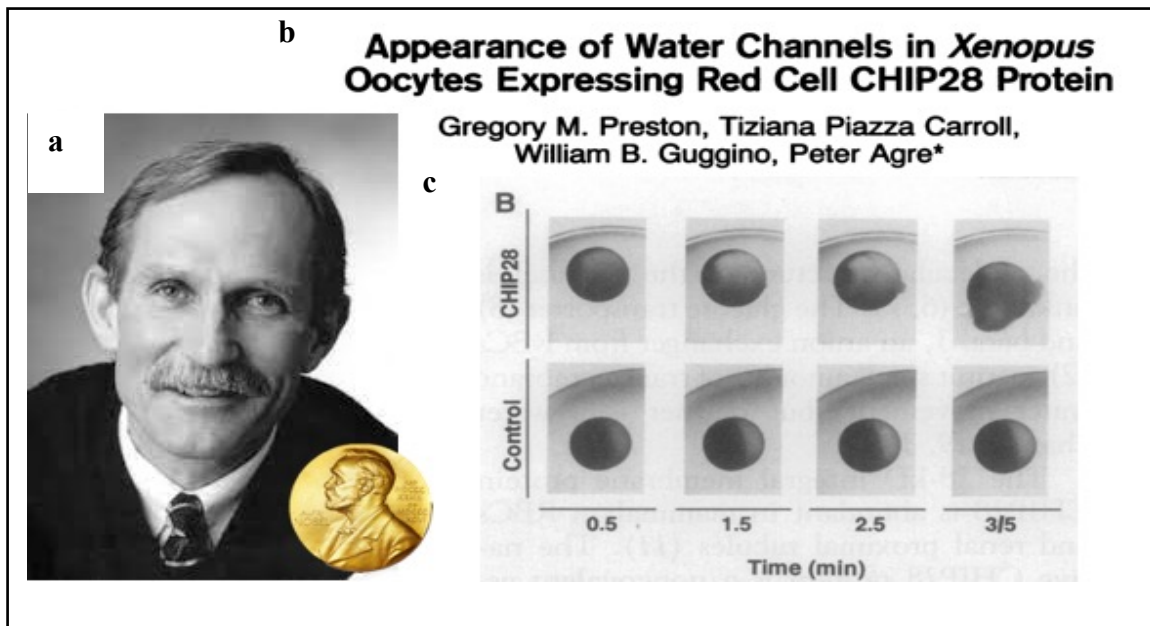 b
Appearance of Water Channels in Xenopus
Oocytes Expressing Red Cell CHIP28 Protein
Gregory M. Preston, Tiziana Piazza Carroll,
William B. Guggino, Peter Agre*
a
c
B
CHIP28
Control
0.5 1.5 2.5 3/5
Time (min)